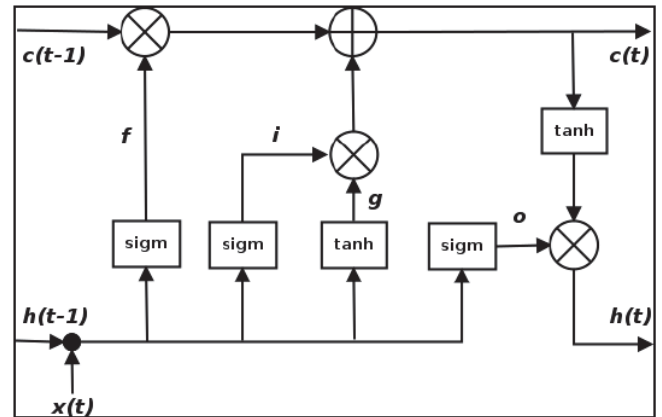 c(t-1)
c(t)
f
i
tanh
g
o
sigm
sigm
tanh
sigm
h(t-1)
h(t)
x(t)